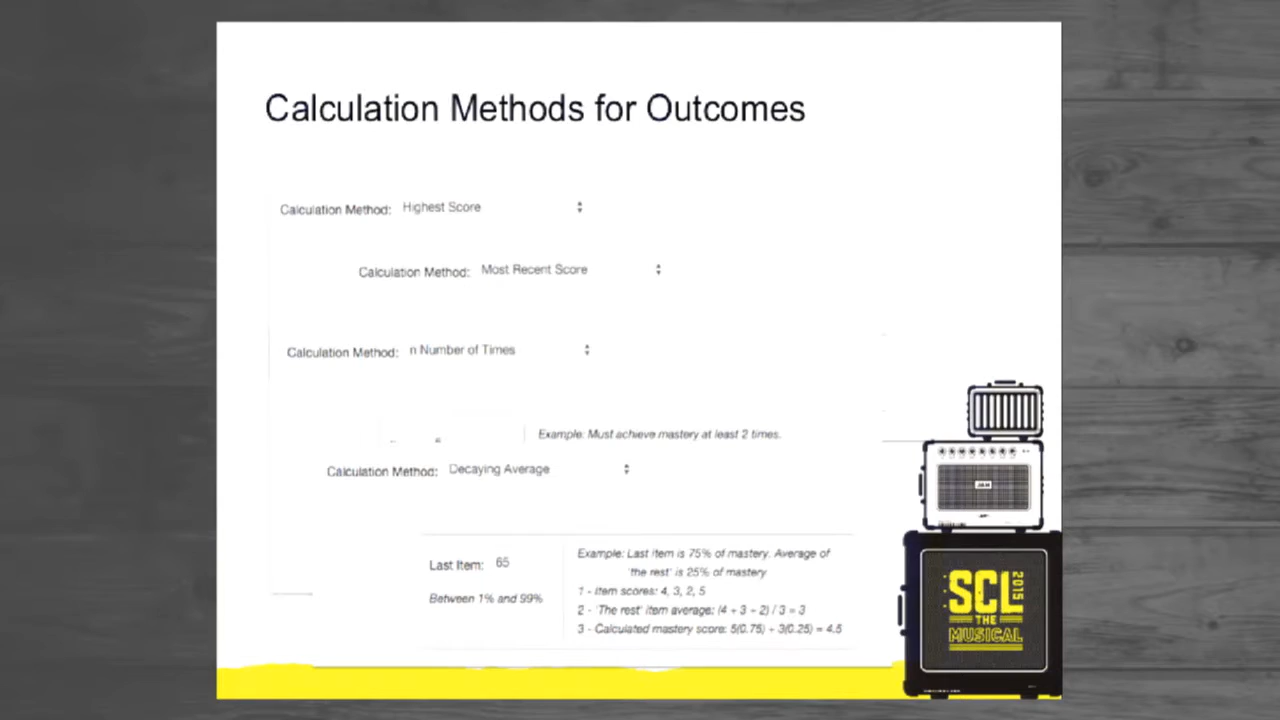 Calculation Methods for Outcomes
Calculation Method: Highest Score
Calculation Method: Most Recent Score
Calculation Method: n Number of Times
Example: Must achieve mastery at least 2 times.
Calculation Method: Decaying Average
Last Item: 65
Between 1% and 99%
Example: Last item is 75% of mastery. Average of
'the rest' is 25% of mastery
1 - Item scores: 4, 3, 2, 5
2 - 'The rest' item average: (4 + 3 + 2) / 3 = 3
3 - Calculated mastery score: 5(0.75) + 3(0.25) = 4.5
SCL 2015
THE
MUSICAL